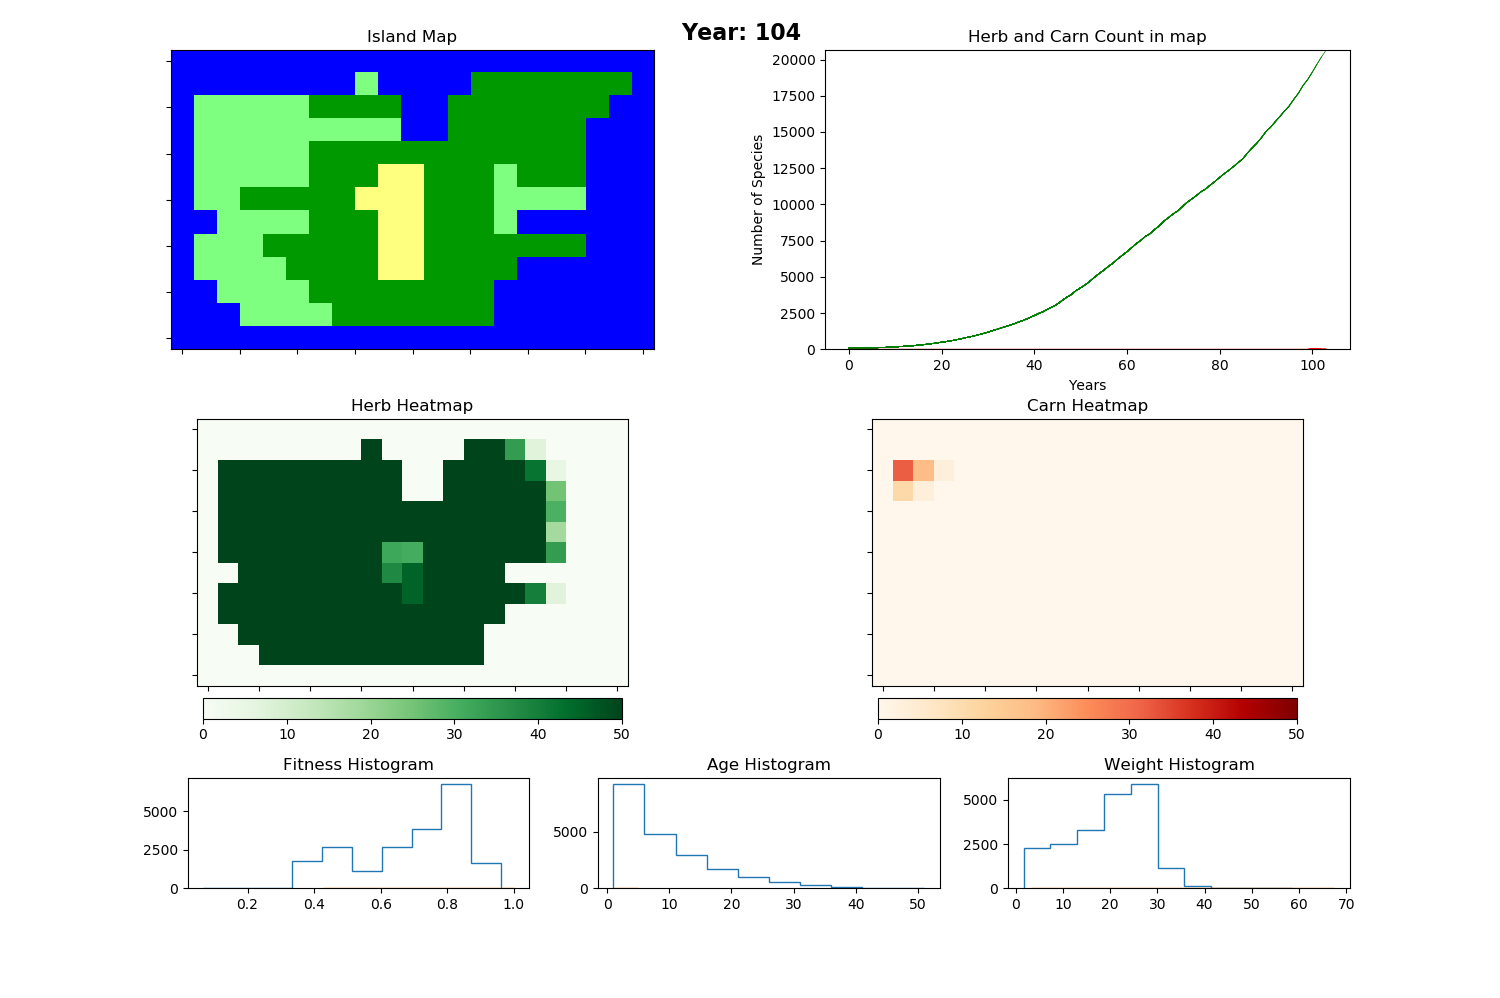 Year: 104
Island Map
Herb and Carn Count in map
20000
17500
15000
12500
10000
7500
5000
2500
0
Number of Species
0 20 40 60 80 100
Years
Herb Heatmap
Carn Heatmap
0 10 20 30 40 50
0 10 20 30 40 50
Fitness Histogram
5000
2500
0
0.2 0.4 0.6 0.8 1.0
Age Histogram
5000
0
0 10 20 30 40 50
Weight Histogram
5000
2500
0
0 10 20 30 40 50 60 70